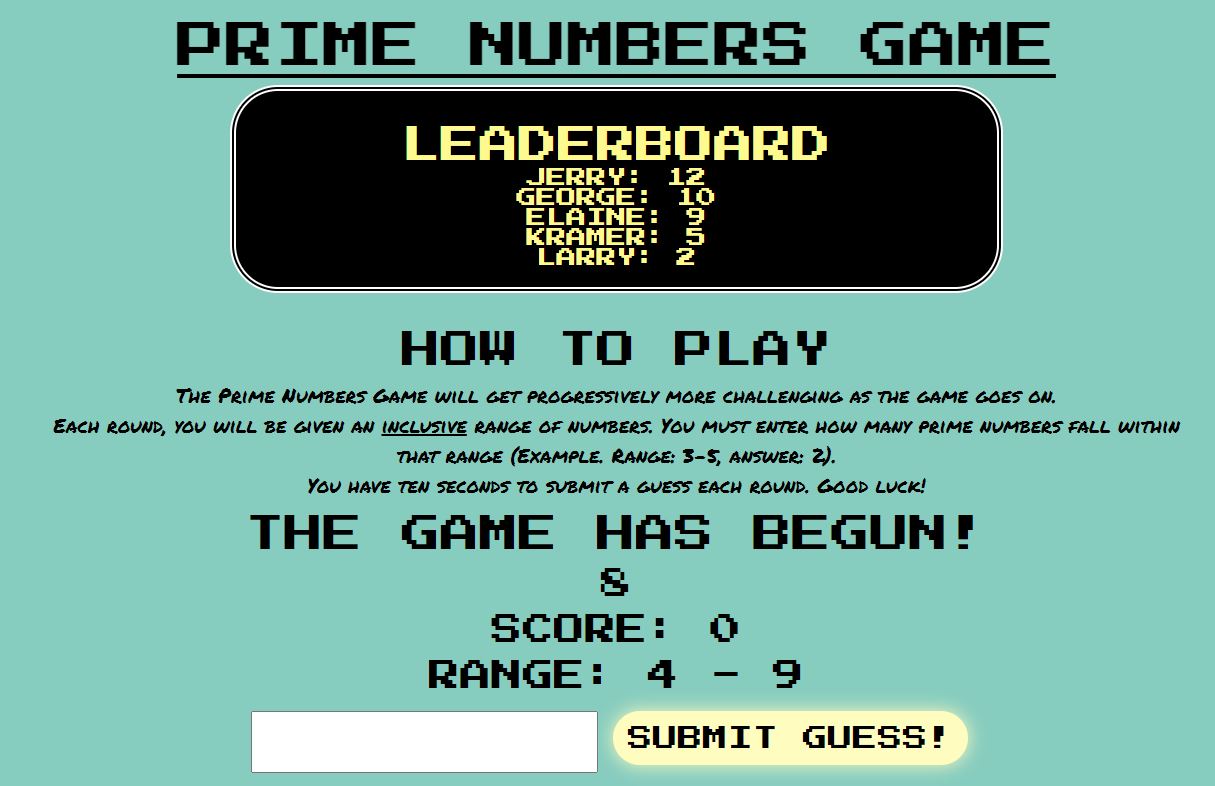 PRIME NUMBERS GAME
LEADERBOARD
JERRY: 12
GEORGE: 10
ELAINE: 9
KRAMER: 5
LARRY: 2
HOW TO PLAY
The Prime Numbers Game will get progressively more challenging as the game goes on.
Each round, you will be given an inclusive range of numbers. You must enter how many prime numbers fall within
that range (Example. Range: 3-5, answer: 2).
You have ten seconds to submit a guess each round. Good luck!
THE GAME HAS BEGUN!
8
SCORE: 0
RANGE: 4 - 9
SUBMIT GUESS!